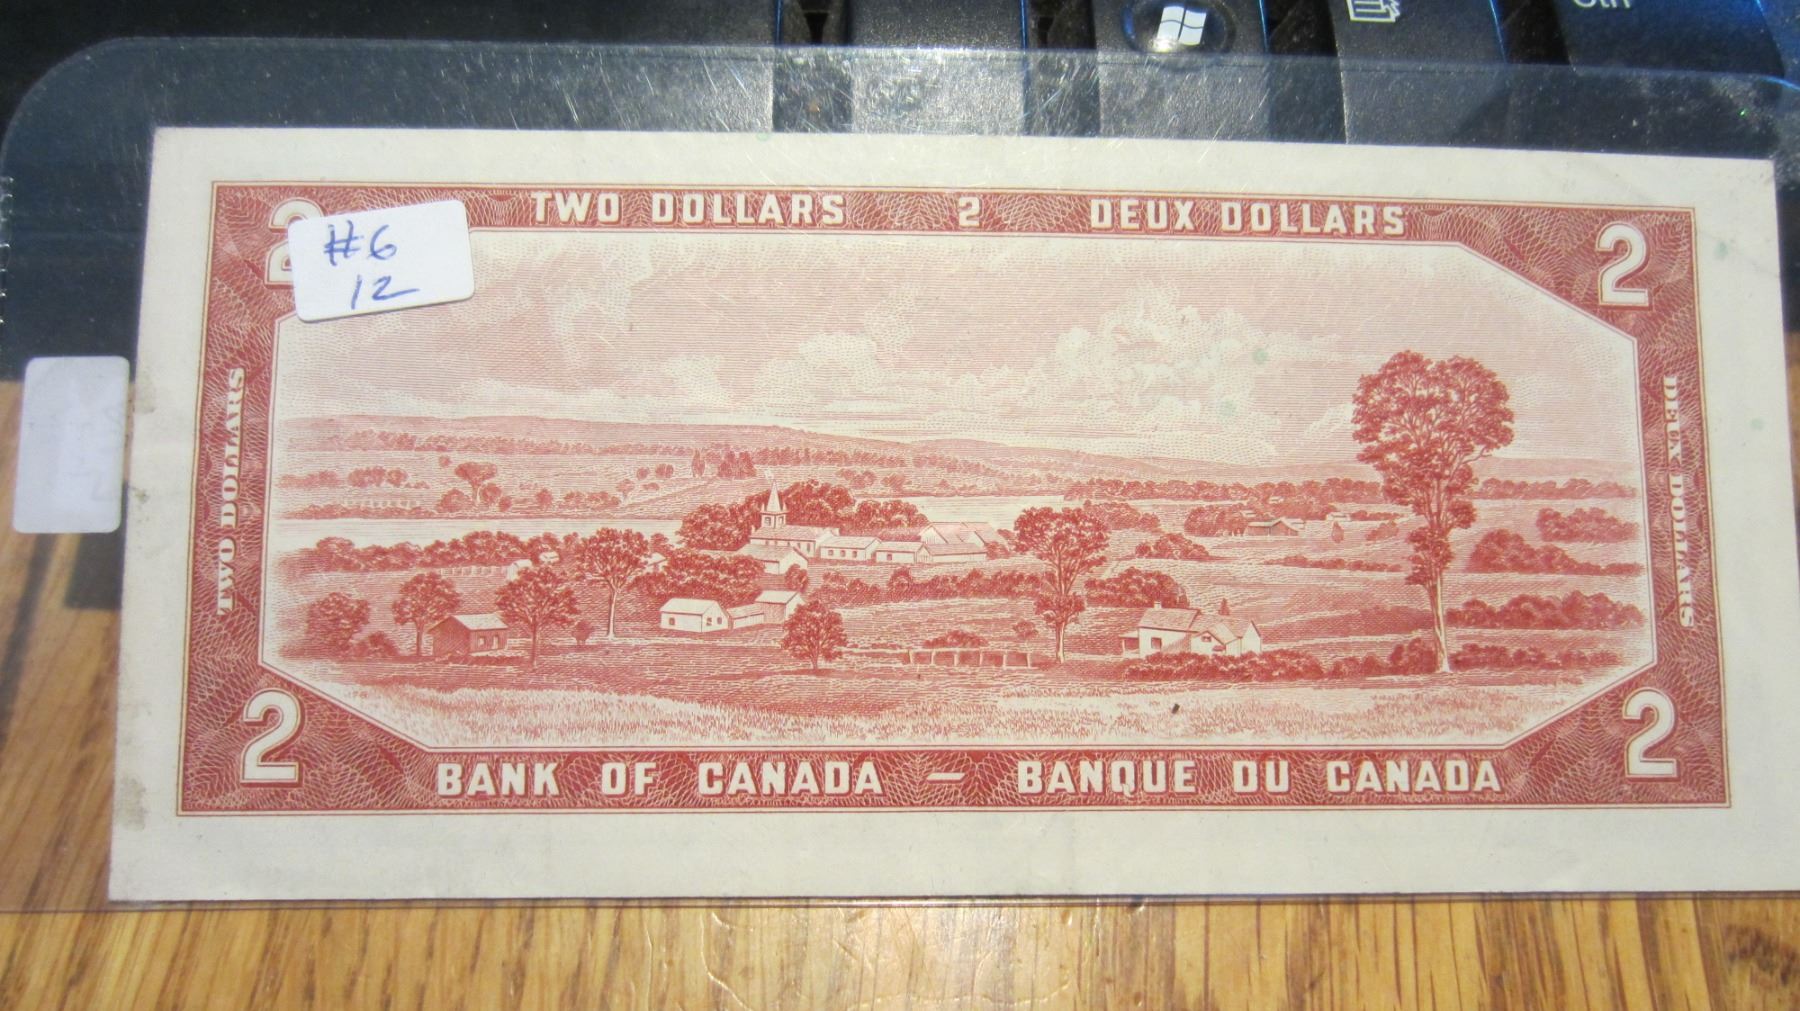 Ctrl
TWO DOLLARS 2 DEUX DOLLARS
2
#6
12
2
TWO DOLLARS
DEUX DOLLARS
2
2
BANK OF CANADA — BANQUE DU CANADA